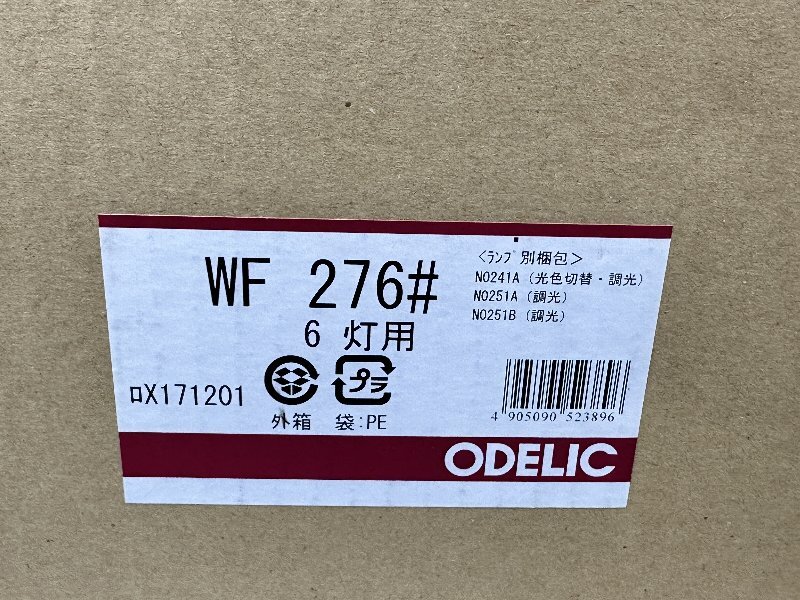 WF 276#
6 灯用
<ﾗﾝﾌﾟ別梱包>
NO241A (光色切替・調光)
NO251A (調光)
NO251B (調光)
ロX171201
プラ
外箱 袋:PE
4 905090 523896
ODELIC